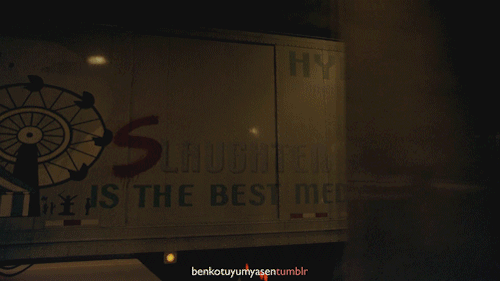 HY
SLAUGHTER
IS THE BEST MED
benkotuyumyasentumblr